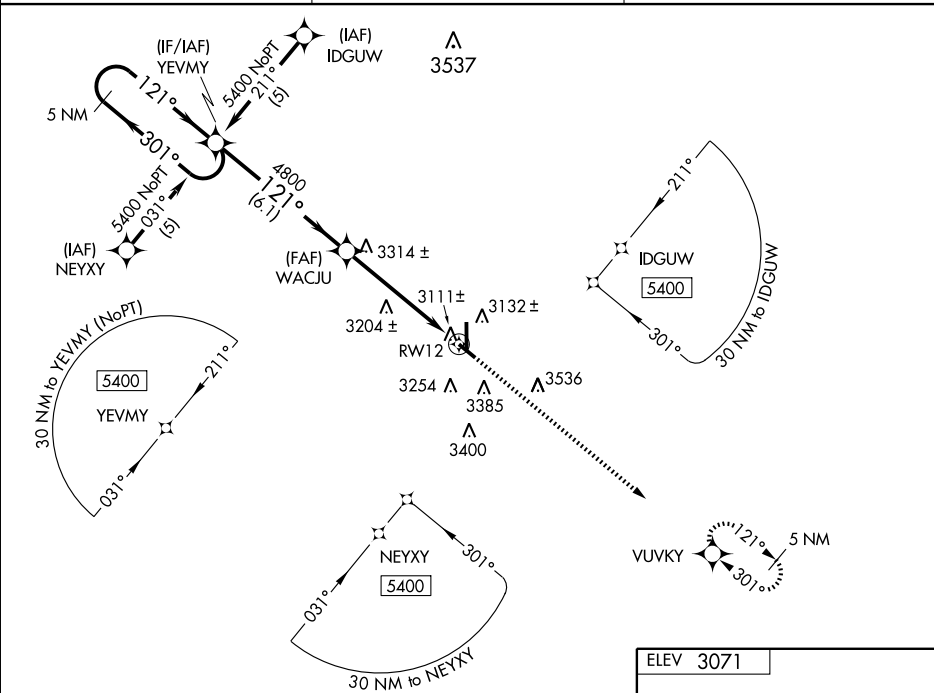 (IF/IAF)
YEVMY
(IAF)
IDGUW
3537
5400 NoPT
211°
(5)
121°
5 NM
301°
5400 NoPT
031°
(5)
(IAF)
NEYXY
4800
121°
(6.1)
(FAF)
WACJU
3314 ±
3111±
3132 ±
3204 ±
RW12
3254
3385
3536
3400
211°
IDGUW
5400
301°
30 NM to IDGUW
30 NM to YEVMY (NoPT)
5400
211°
YEVMY
031°
NEYXY
5400
031°
301°
30 NM to NEYXY
VUVKY
121°
301°
5 NM
ELEV 3071